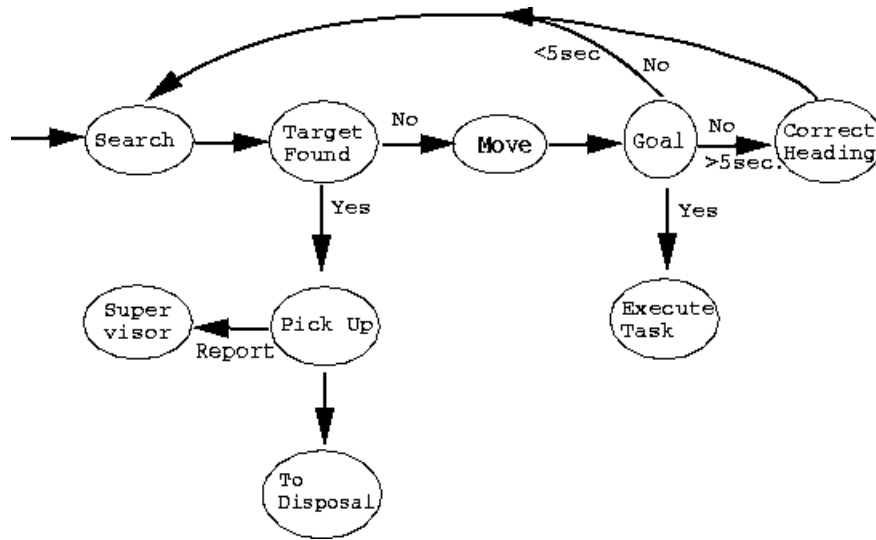 <5sec
No
Search
Target
Found
No
Move
Goal
No
>5sec.
Correct
Heading
Yes
Yes
Super
visor
Report
Pick Up
Execute
Task
To
Disposal